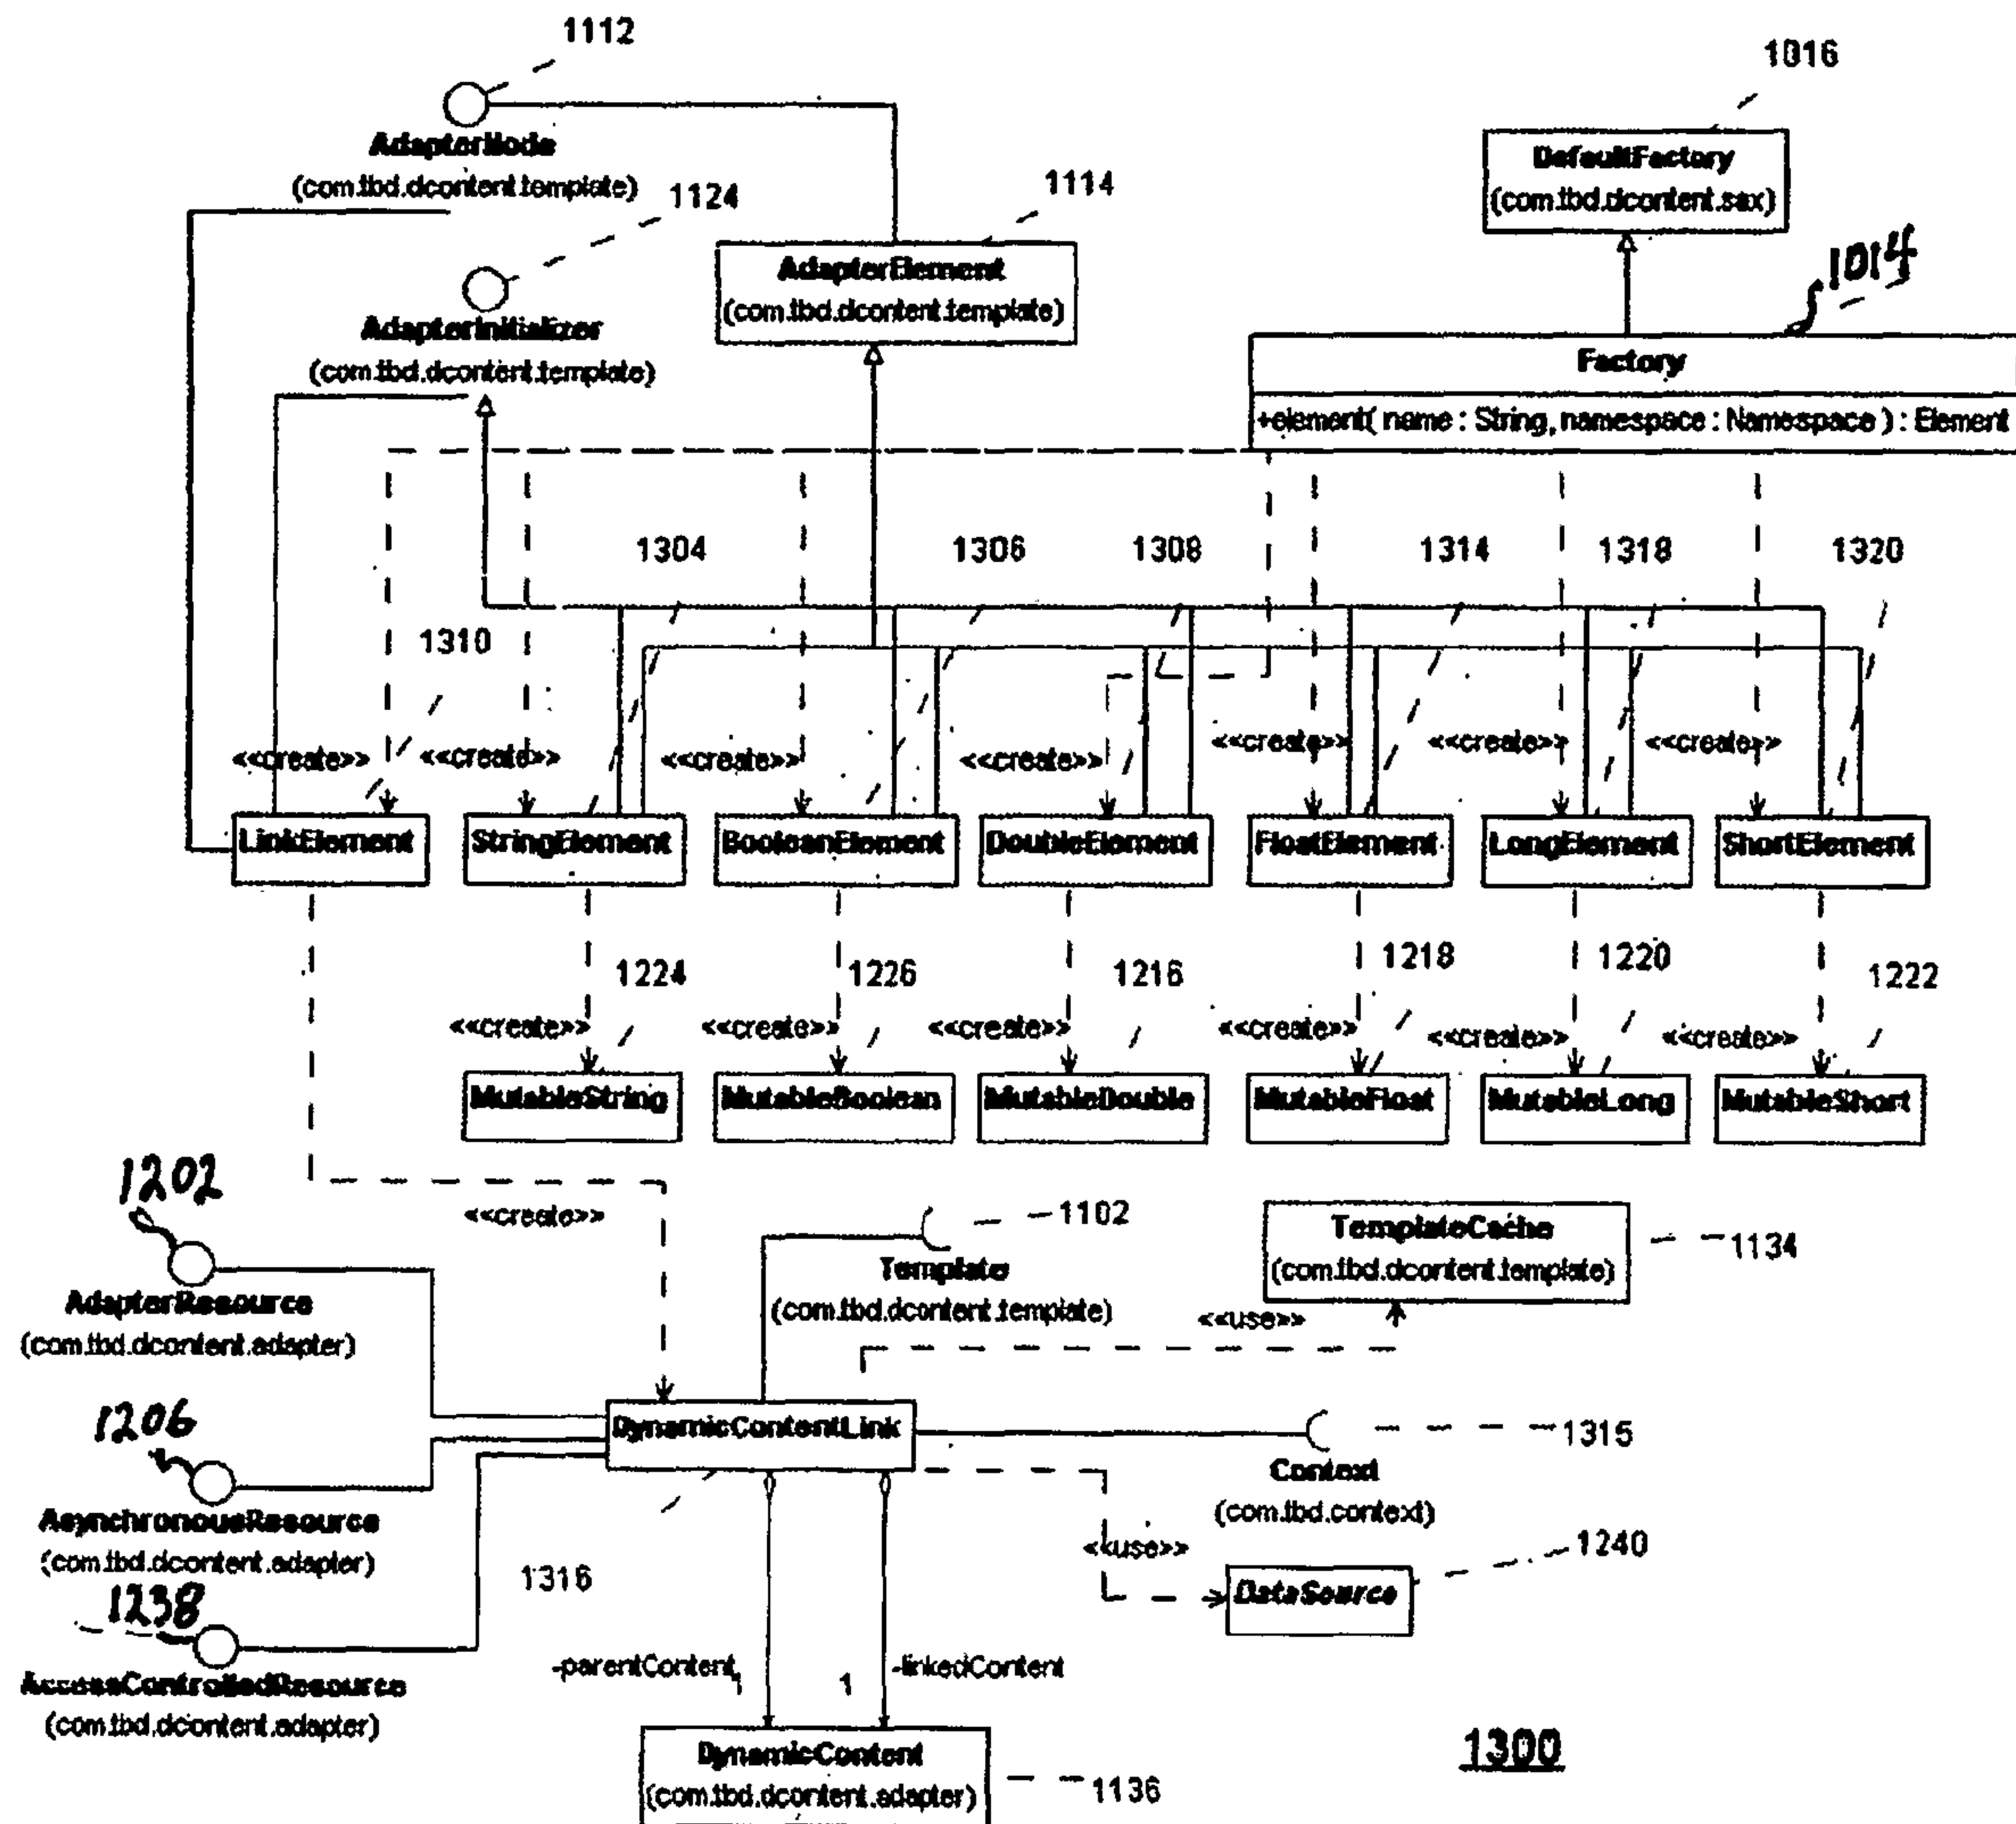 1112
1016
AdapterNode
(com.tbd.dcontent.template)
1124
1114
DefaultFactory
(com.tbd.dcontent.sax)
1014
AdapterElement
(com.tbd.dcontent.template)
AdapterInitializer
(com.tbd.dcontent.template)
Factory
+element( name : String, namespace : Namespace ) : Element
1304
1306
1308
1314
1318
1320
1310
<<create>>
<<create>>
<<create>>
<<create>>
<<create>>
<<create>>
<<create>>
LinkElement
StringElement
BooleanElement
DoubleElement
FloatElement
LongElement
ShortElement
1224
1226
1216
1218
1220
1222
<<create>>
<<create>>
<<create>>
<<create>>
<<create>>
<<create>>
MutableString
MutableBoolean
MutableDouble
MutableFloat
MutableLong
MutableShort
1202
<<create>>
1102
Template
(com.tbd.dcontent.template)
TemplateCache
(com.tbd.dcontent.template)
1134
AdapterResource
(com.tbd.dcontent.adapter)
<<use>>
1206
DynamicContentLink
1315
Context
(com.tbd.context)
AsynchronousResource
(com.tbd.dcontent.adapter)
<<use>>
1240
1316
DataSource
1238
AccessControlledResource
(com.tbd.dcontent.adapter)
-parentContent
1
1
-linkedContent
DynamicContent
(com.tbd.dcontent.adapter)
1136
1300